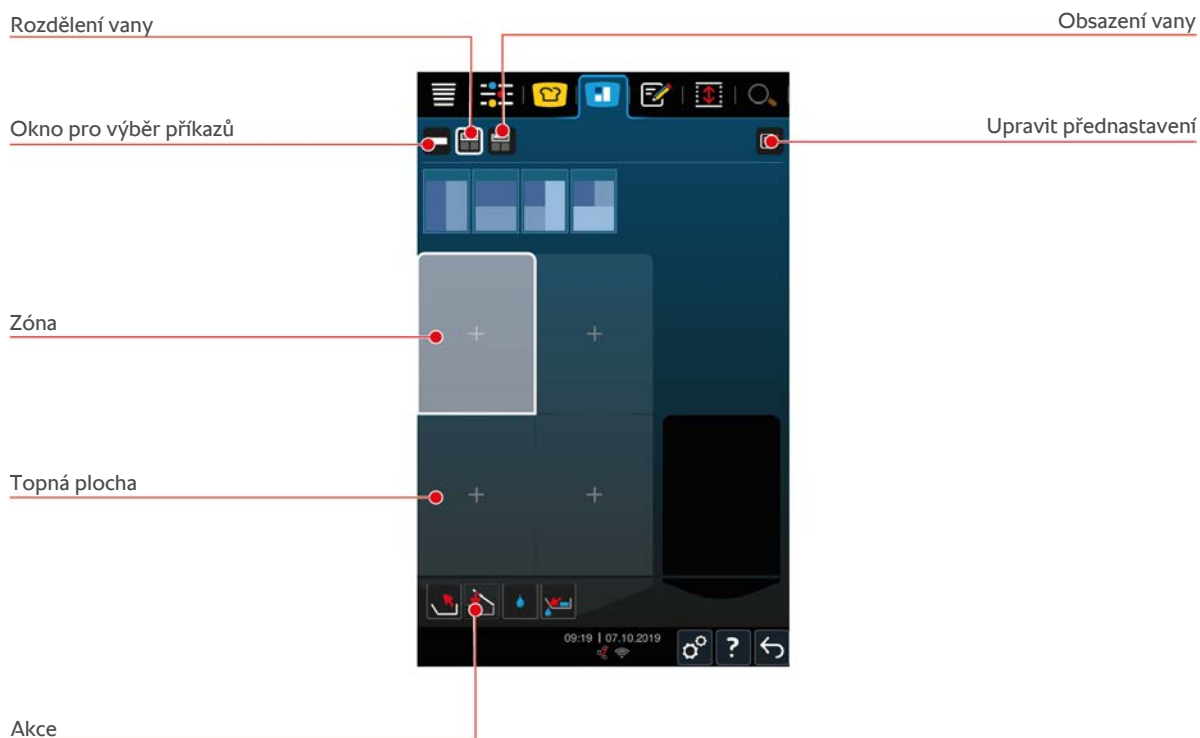 Rozdělení vany
Obsazení vany
Okno pro výběr příkazů
Upravit přednastavení
Zóna
Topná plocha
09:19 | 07.10.2019
?
Akce